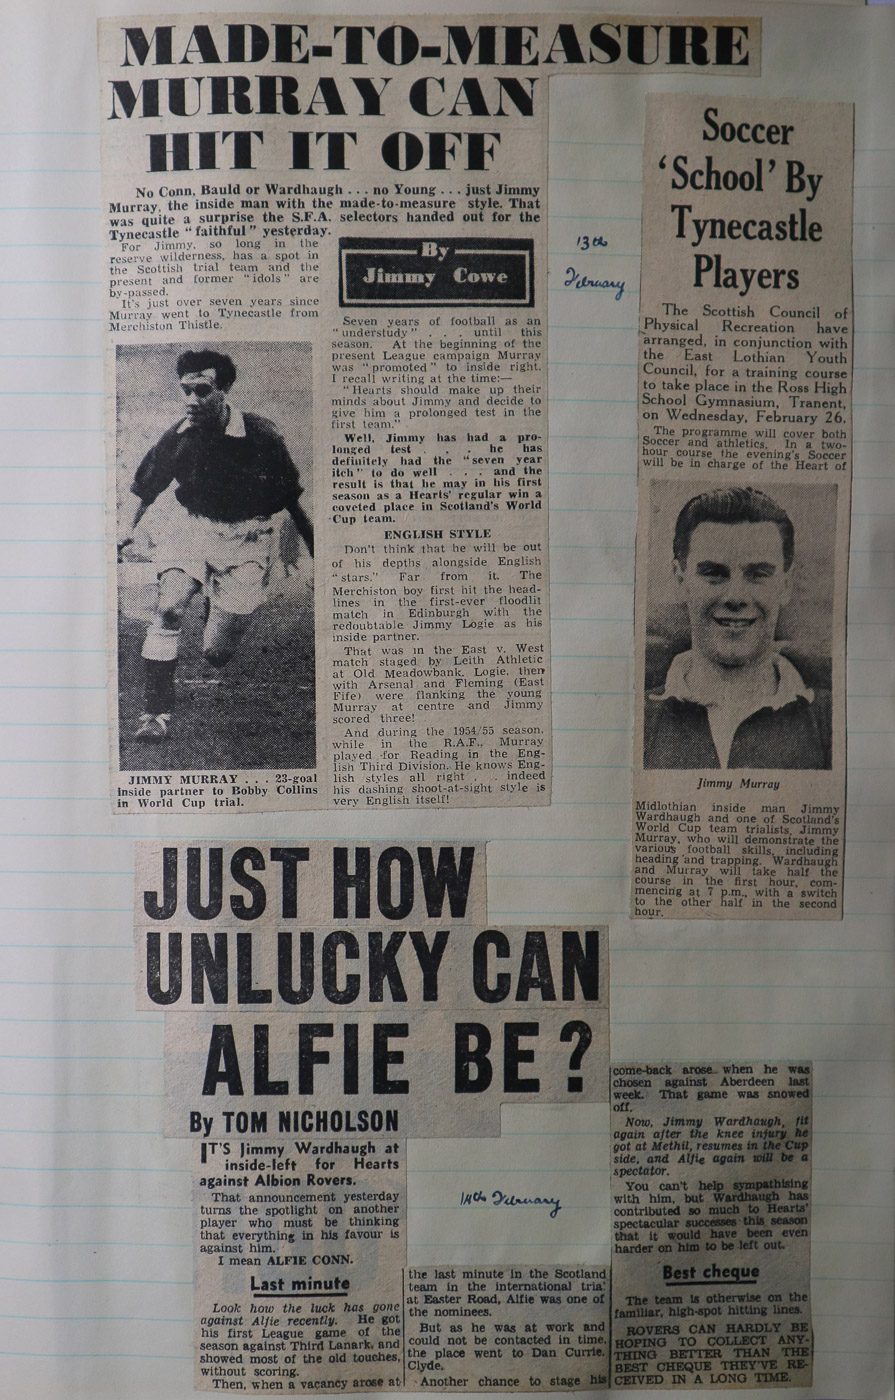 MADE-TO-MEASURE
MURRAY CAN
HIT IT OFF
No Conn, Bauld or Wardhaugh . . . no Young . . . just Jimmy
Murray, the inside man with the made-to-measure style. That
was quite a surprise the S.F.A. selectors handed out for the
Tynecastle "faithful" yesterday.
For Jimmy, so long in the
reserve wilderness, has a spot in
the Scottish trial team and the
present and former "idols" are
by-passed.
It's just over seven years since
Murray went to Tynecastle from
Merchiston Thistle.
JIMMY MURRAY . . . 23-goal
inside partner to Bobby Collins
in World Cup trial.
By
Jimmy Cowe
Seven years of football as an
"understudy" . . . until this
season. At the beginning of the
present League campaign Murray
was "promoted" to inside right.
I recall writing at the time:—
"Hearts should make up their
minds about Jimmy and decide to
give him a prolonged test in the
first team."
Well, Jimmy has had a pro-
longed test . . . he has
definitely had the "seven year
itch" to do well . . . and the
result is that he may in his first
season as a Hearts' regular win a
coveted place in Scotland's World
Cup team.
ENGLISH STYLE
Don't think that he will be out
of his depths alongside English
"stars." Far from it. The
Merchiston boy first hit the head-
lines in the first-ever floodlit
match in Edinburgh with the
redoubtable Jimmy Logie as his
inside partner.
That was in the East v. West
match staged by Leith Athletic
at Old Meadowbank. Logie, then
with Arsenal and Fleming (East
Fife) were flanking the young
Murray at centre and Jimmy
scored three!
And during the 1954/55 season,
while in the R.A.F., Murray
played for Reading in the Eng-
lish Third Division. He knows Eng-
lish styles all right . . . indeed
his dashing shoot-at-sight style is
very English itself!
13th
February
Soccer
'School' By
Tynecastle
Players
The Scottish Council of
Physical Recreation have
arranged, in conjunction with
the East Lothian Youth
Council, for a training course
to take place in the Ross High
School Gymnasium, Tranent,
on Wednesday, February 26.
The programme will cover both
Soccer and athletics. In a two-
hour course the evening's Soccer
will be in charge of the Heart of
Jimmy Murray
Midlothian inside man Jimmy
Wardhaugh and one of Scotland's
World Cup team trialists, Jimmy
Murray, who will demonstrate the
various football skills, including
heading and trapping. Wardhaugh
and Murray will take half the
course in the first hour, com-
mencing at 7 p.m., with a switch
to the other half in the second
hour.
JUST HOW
UNLUCKY CAN
ALFIE BE?
By TOM NICHOLSON
IT'S Jimmy Wardhaugh at
inside-left for Hearts
against Albion Rovers.
That announcement yesterday
turns the spotlight on another
player who must be thinking
that everything in his favour is
against him.
I mean ALFIE CONN.
Last minute
Look how the luck has gone
against Alfie recently. He got
his first League game of the
season against Third Lanark, and
showed most of the old touches,
without scoring.
Then, when a vacancy arose at
14th February
the last minute in the Scotland
team in the international trial
at Easter Road, Alfie was one of
the nominees.
But as he was at work and
could not be contacted in time,
the place went to Dan Currie,
Clyde.
Another chance to stage his
come-back arose when he was
chosen against Aberdeen last
week. That game was snowed
off.
Now, Jimmy Wardhaugh, fit
again after the knee injury he
got at Methil, resumes in the Cup
side, and Alfie again will be a
spectator.
You can't help sympathising
with him, but Wardhaugh has
contributed so much to Hearts'
spectacular successes this season
that it would have been even
harder on him to be left out.
Best cheque
The team is otherwise on the
familiar, high-spot hitting lines.
ROVERS CAN HARDLY BE
HOPING TO COLLECT ANY-
THING BETTER THAN THE
BEST CHEQUE THEY'VE RE-
CEIVED IN A LONG TIME.